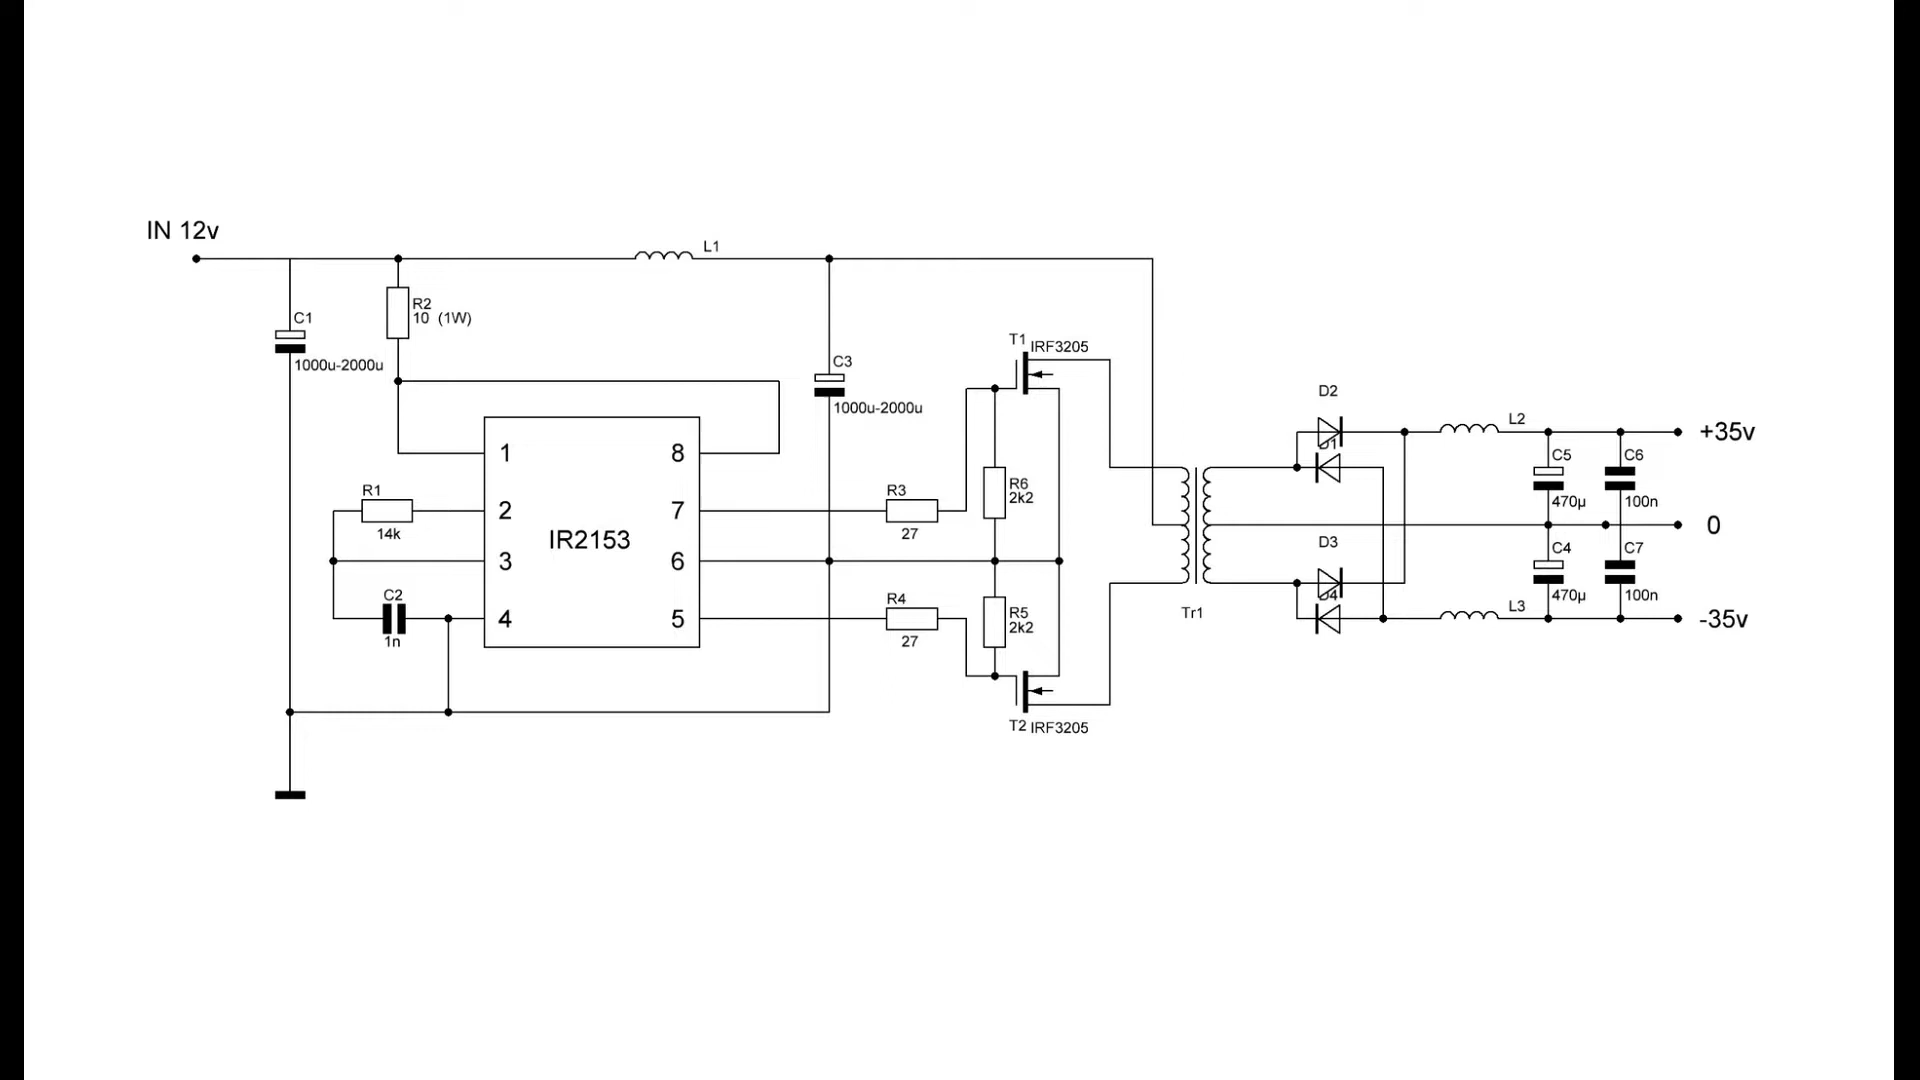 IN 12v
L1
C1
1000u-2000u
R2
10 (1W)
C3
1000u-2000u
T1 IRF3205
1
8
R1
14k
2
7
IR2153
3
6
C2
1n
4
5
R3
27
R6
2k2
R4
27
R5
2k2
T2 IRF3205
Tr1
D2
D1
D3
D4
L2
+35v
C5
470µ
C6
100n
0
C4
470µ
C7
100n
L3
-35v